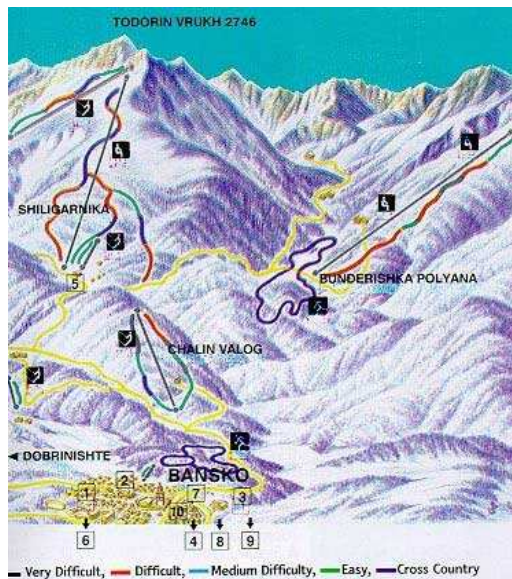 TODORIN VRUKH 2746
SHILIGARNIKA
5
BUNDERISHKA POLYANA
CHALIN VALOG
DOBRINISHTE
BANSKO
1
2
7
3
10
6
4
8
9
Very Difficult, Difficult, Medium Difficulty, Easy, Cross Country